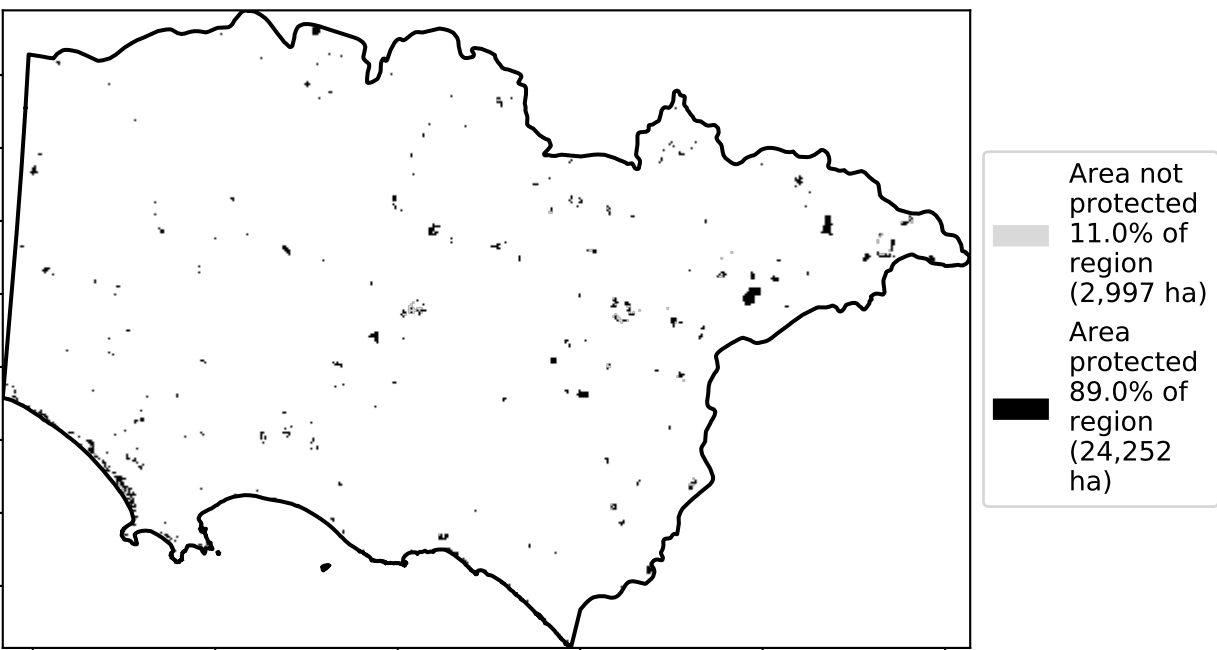 Area not
protected
11.0% of
region
(2,997 ha)
Area
protected
89.0% of
region
(24,252
ha)